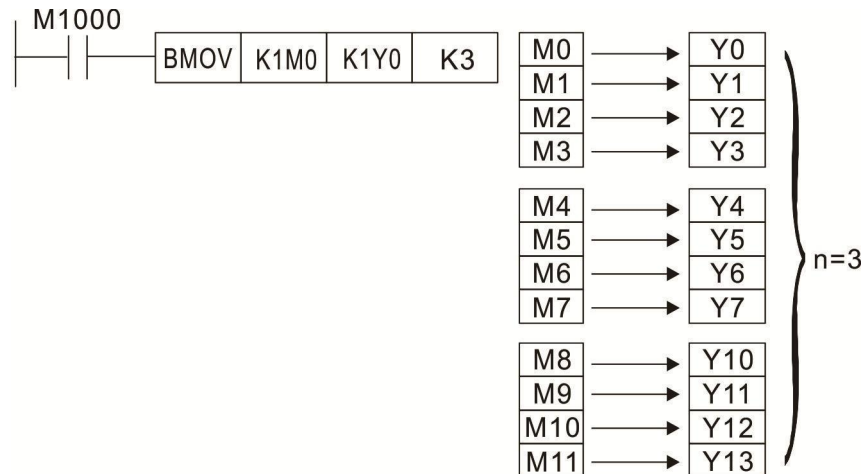 M1000
BMOV K1M0 K1Y0 K3
M0 Y0
M1 Y1
M2 Y2
M3 Y3
M4 Y4
M5 Y5
M6 Y6
M7 Y7
n=3
M8 Y10
M9 Y11
M10 Y12
M11 Y13